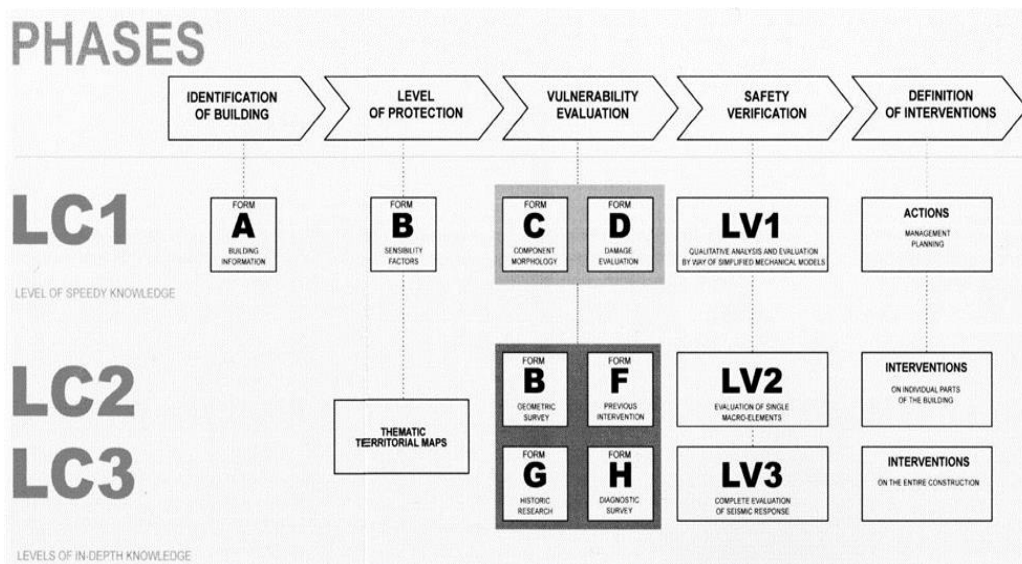 PHASES
IDENTIFICATION
OF BUILDING
LEVEL
OF PROTECTION
VULNERABILITY
EVALUATION
SAFETY
VERIFICATION
DEFINITION
OF INTERVENTIONS
LC1
FORM
A
BUILDING
INFORMATION
FORM
B
SENSIBILITY
FACTORS
FORM
C
COMPONENT
MORPHOLOGY
FORM
D
DAMAGE
EVALUATION
LV1
QUALITATIVE ANALYSIS AND EVALUATION
BY WAY OF SIMPLIFIED MECHANICAL MODELS
ACTIONS
MANAGEMENT
PLANNING
LEVEL OF SPEEDY KNOWLEDGE
LC2
FORM
B
GEOMETRIC
SURVEY
FORM
F
PREVIOUS
INTERVENTION
LV2
EVALUATION OF SINGLE
MACRO-ELEMENTS
INTERVENTIONS
ON INDIVIDUAL PARTS
OF THE BUILDING
THEMATIC
TERRITORIAL MAPS
LC3
FORM
G
HISTORIC
RESEARCH
FORM
H
DIAGNOSTIC
SURVEY
LV3
COMPLETE EVALUATION
OF SEISMIC RESPONSE
INTERVENTIONS
ON THE ENTIRE CONSTRUCTION
LEVELS OF IN-DEPTH KNOWLEDGE